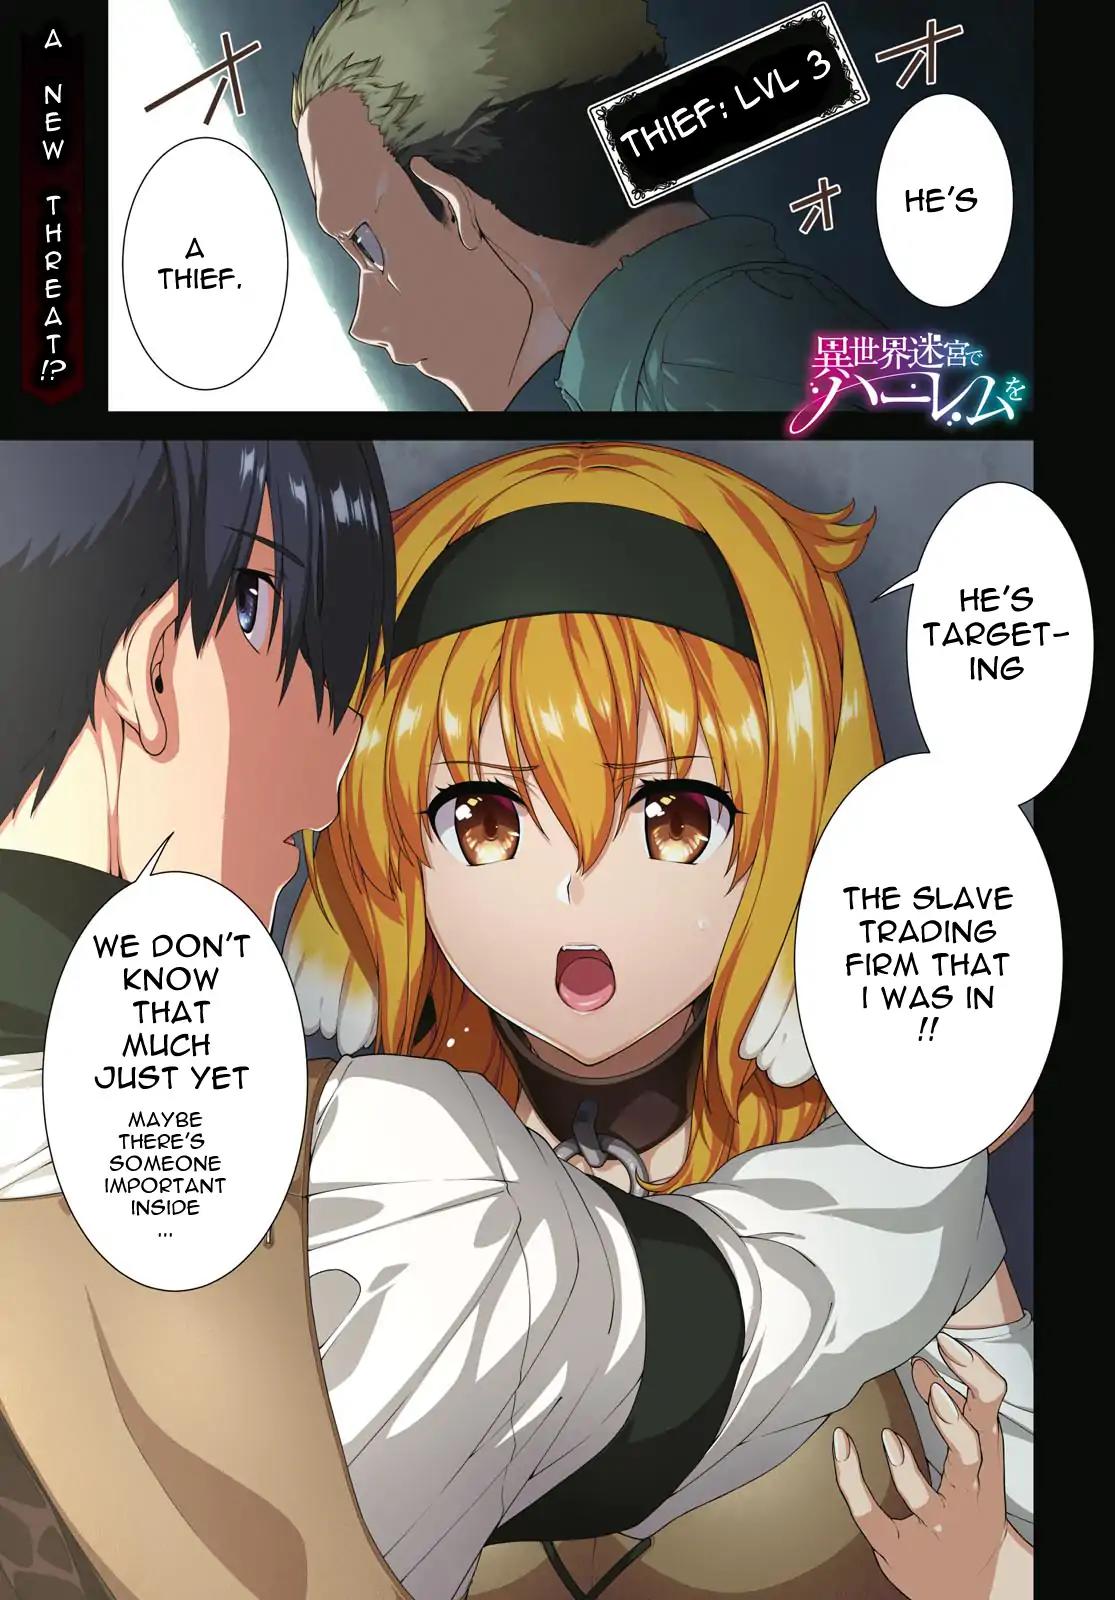 A NEW THREAT!?
HE'S
THIEF: LVL 3
A
THIEF.
オ
オ
オ
異世界迷宮で
ハーレムを
HE'S
TARGET-
ING
THE SLAVE
TRADING
FIRM THAT
I WAS IN
!!
WE DON'T
KNOW
THAT
MUCH
JUST YET
MAYBE
THERE'S
SOMEONE
IMPORTANT
INSIDE
...